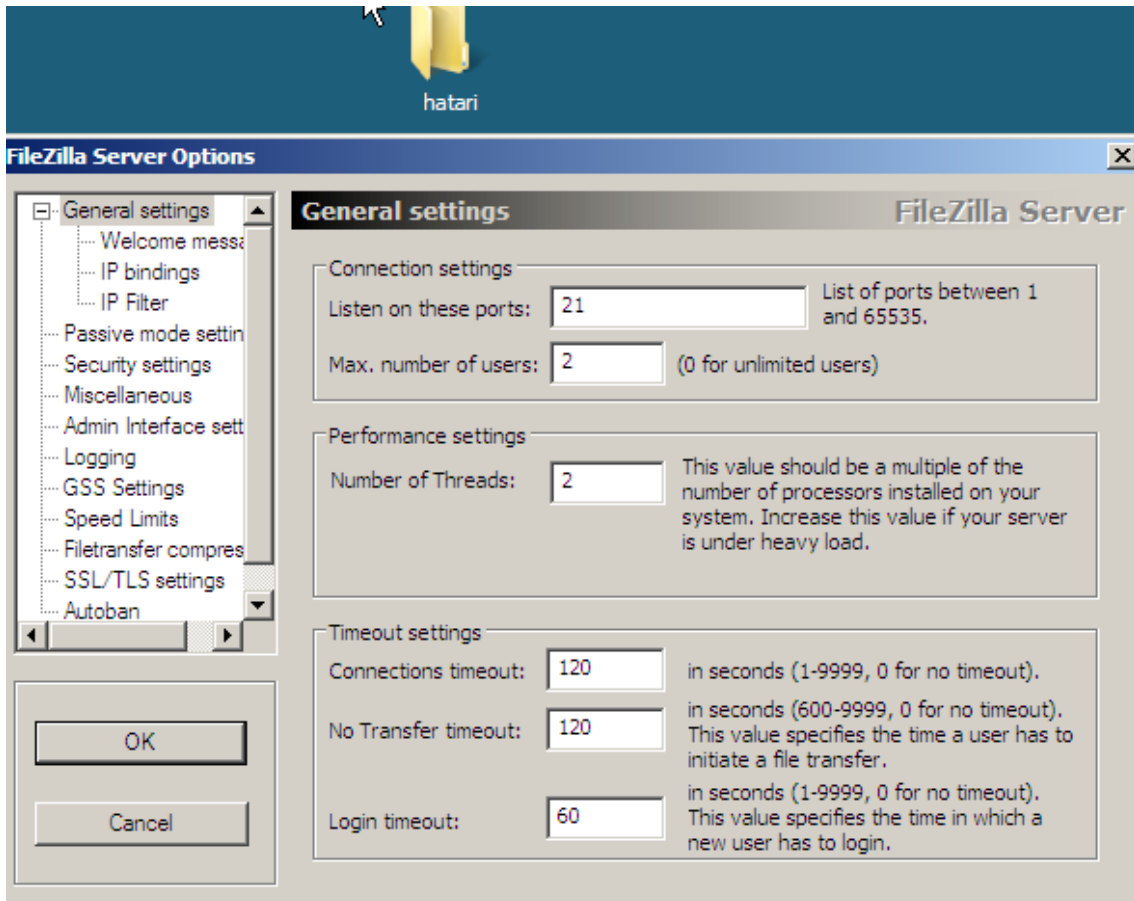 hatari
FileZilla Server Options
General settings
Welcome messa
IP bindings
IP Filter
Passive mode settin
Security settings
Miscellaneous
Admin Interface sett
Logging
GSS Settings
Speed Limits
Filetransfer compres
SSL/TLS settings
Autoban
OK
Cancel
General settings
FileZilla Server
Connection settings
Listen on these ports: 21 List of ports between 1
and 65535.
Max. number of users: 2 (0 for unlimited users)
Performance settings
Number of Threads: 2 This value should be a multiple of the
number of processors installed on your
system. Increase this value if your server
is under heavy load.
Timeout settings
Connections timeout: 120 in seconds (1-9999, 0 for no timeout).
No Transfer timeout: 120 in seconds (600-9999, 0 for no timeout).
This value specifies the time a user has to
initiate a file transfer.
Login timeout: 60 in seconds (1-9999, 0 for no timeout).
This value specifies the time in which a
new user has to login.